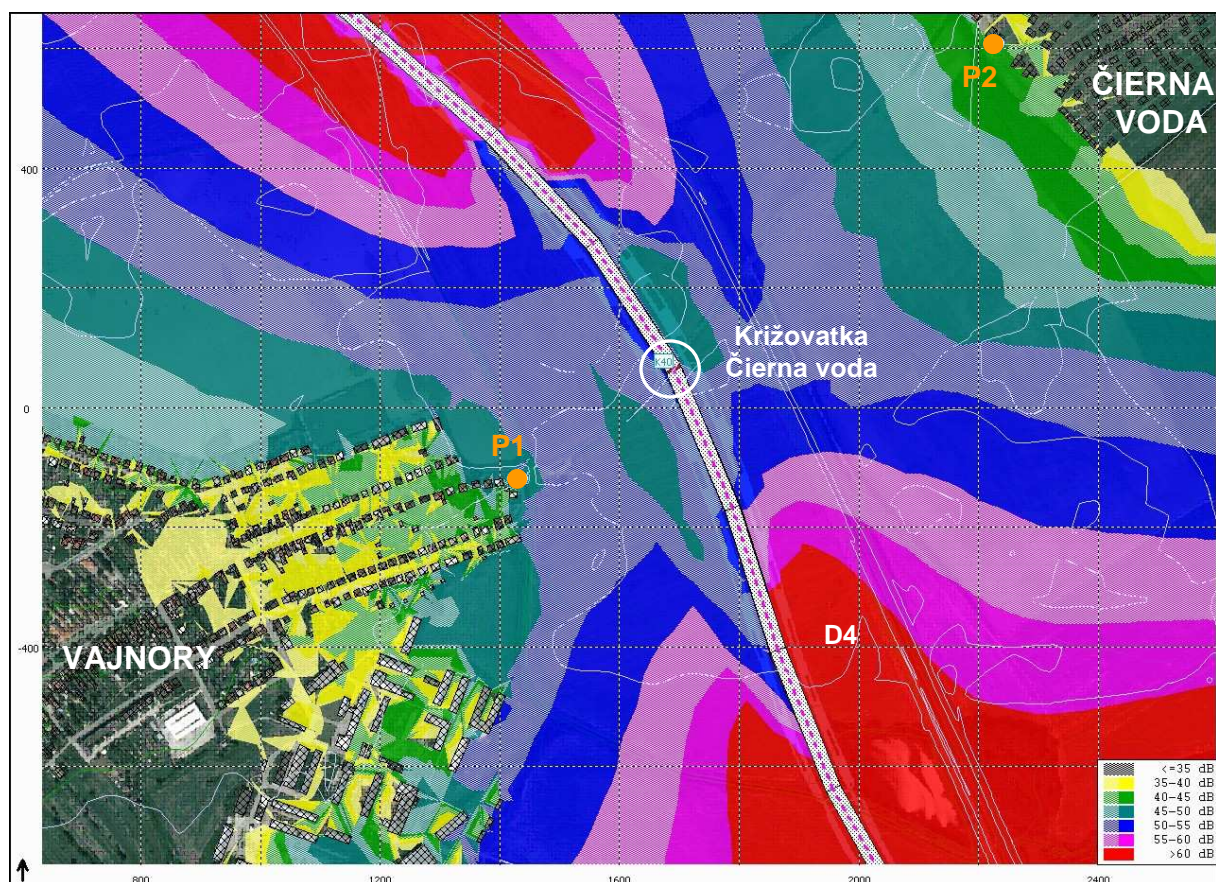 P2
ČIERNA
VODA
400
Križovatka
Čierna voda
K40
0
P1
D4
-400
VAJNORY
<=35 dB
35-40 dB
40-45 dB
45-50 dB
50-55 dB
55-60 dB
>60 dB
800
1200
1600
2000
2400